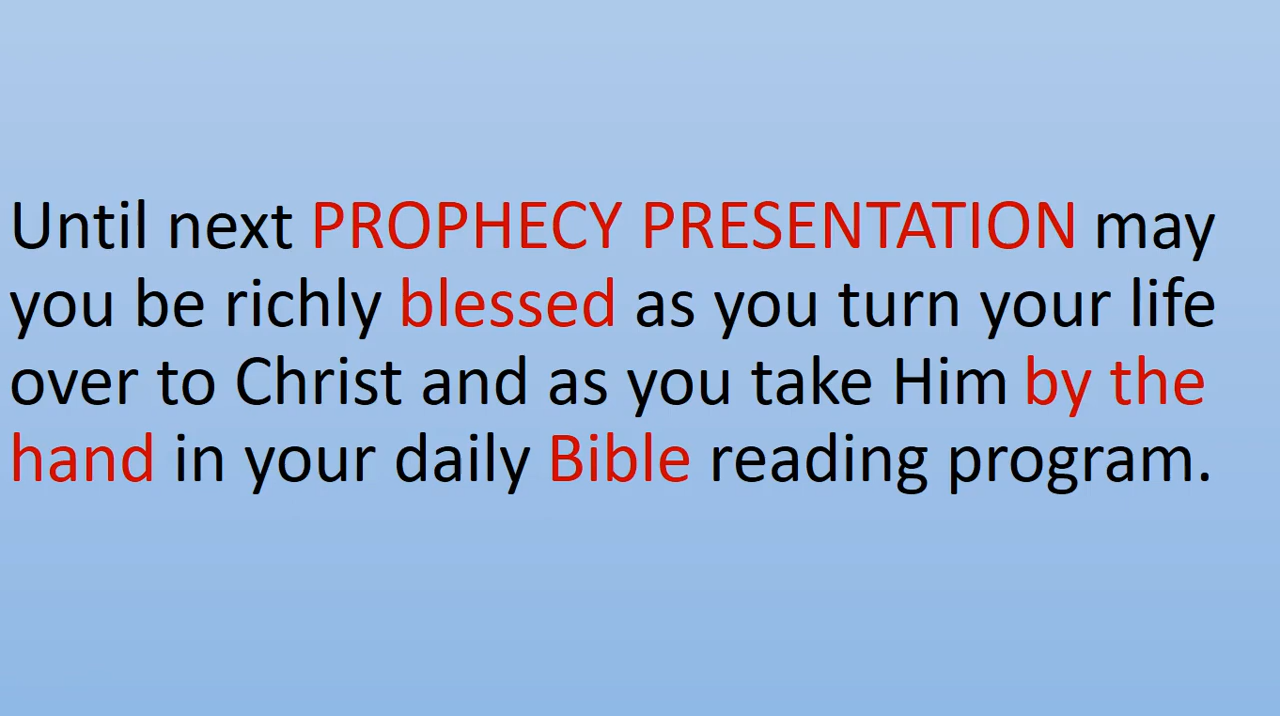 Until next PROPHECY PRESENTATION may
you be richly blessed as you turn your life
over to Christ and as you take Him by the
hand in your daily Bible reading program.